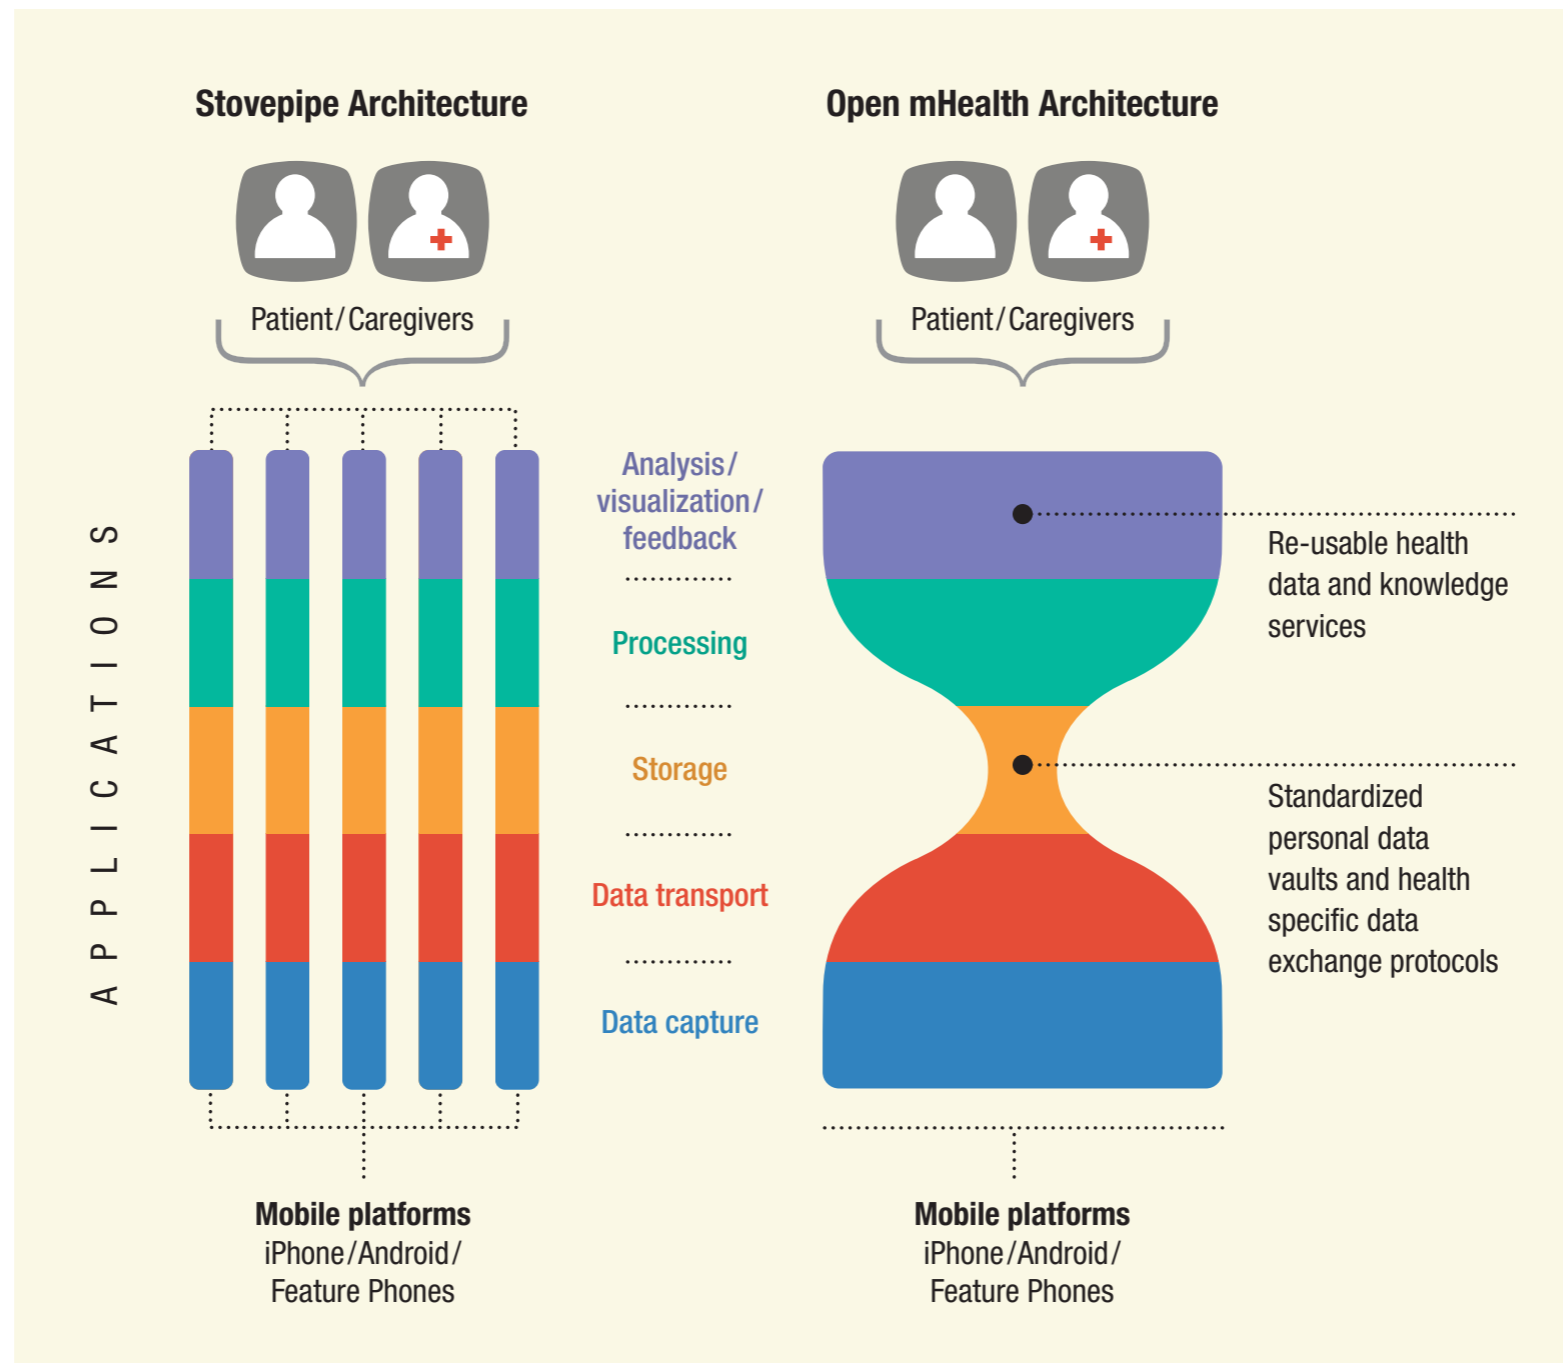 Stovepipe Architecture
Patient/Caregivers
APPLICATIONS
Mobile platforms
iPhone/Android/
Feature Phones
Analysis/
visualization/
feedback
Processing
Storage
Data transport
Data capture
Open mHealth Architecture
Patient/Caregivers
Re-usable health
data and knowledge
services
Standardized
personal data
vaults and health
specific data
exchange protocols
Mobile platforms
iPhone/Android/
Feature Phones